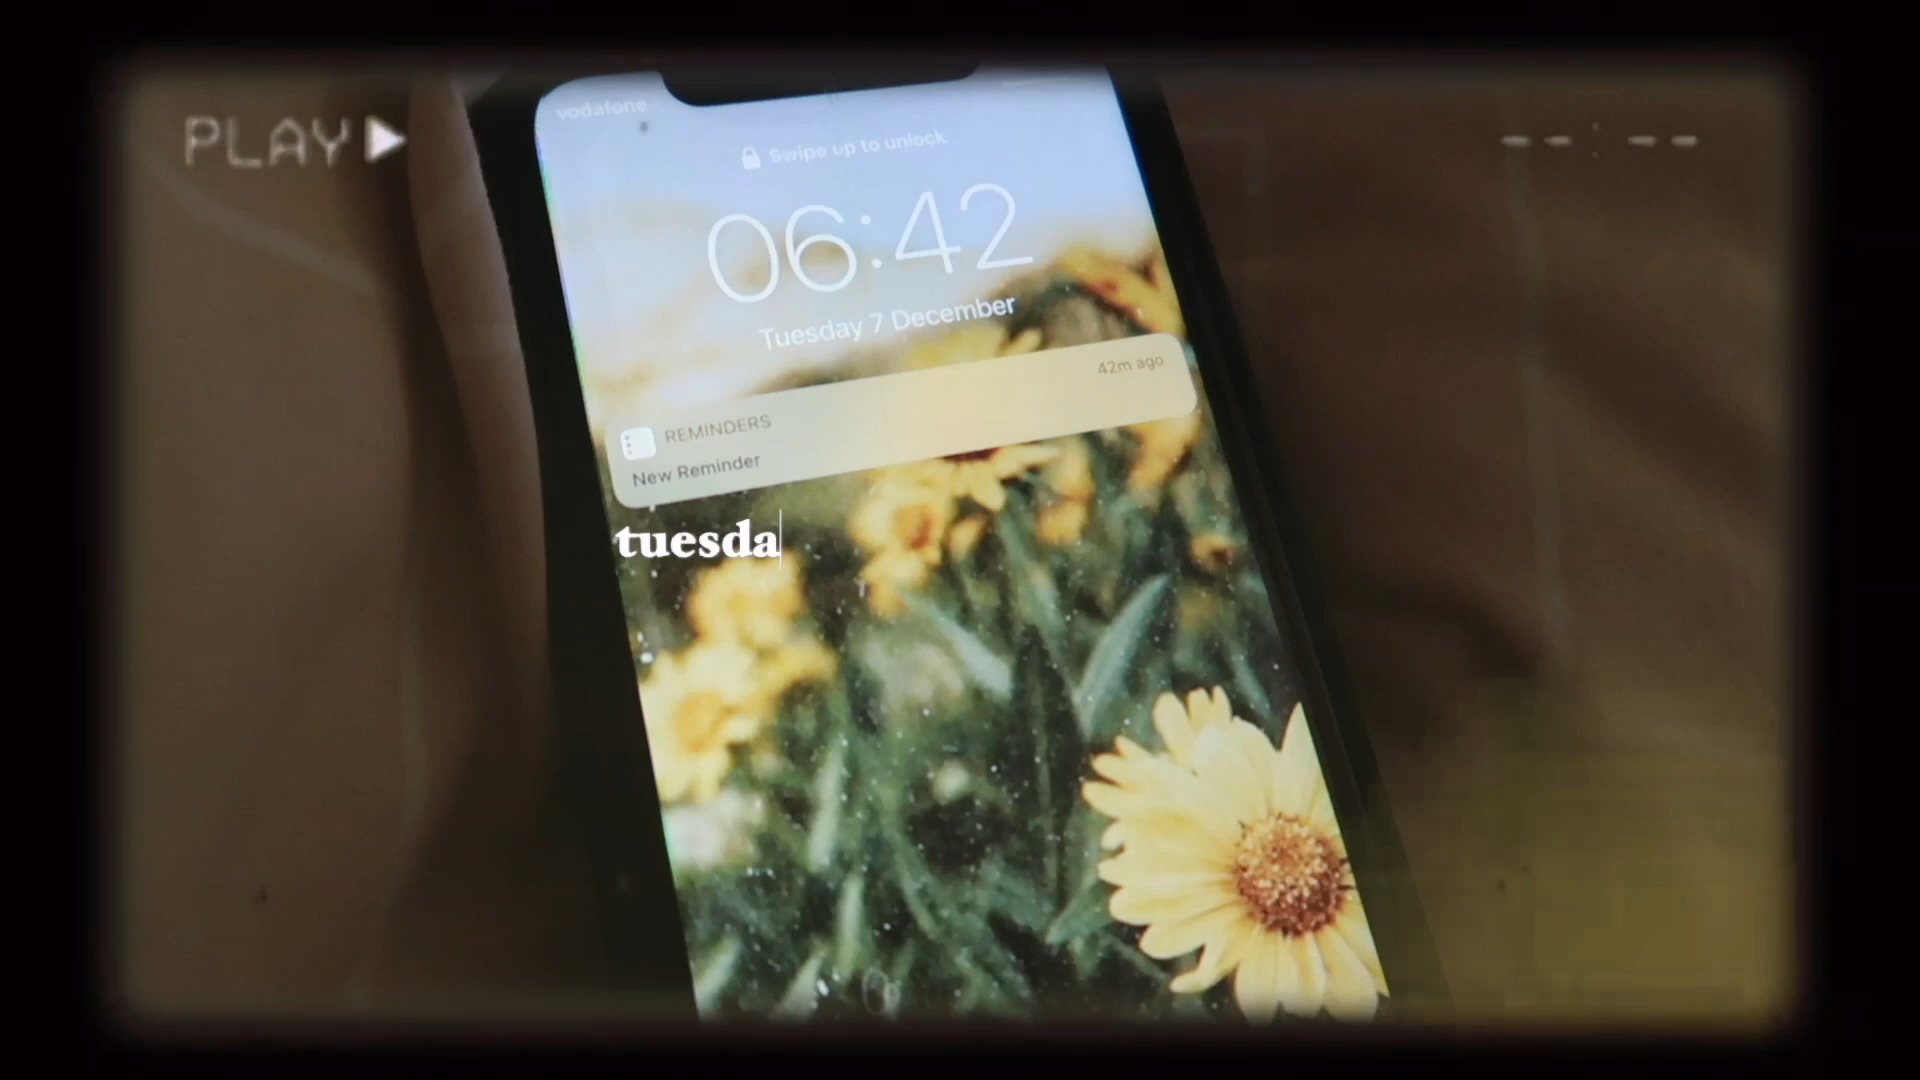 PLAY
-- : --
vodafone
Swipe up to unlock
06:42
Tuesday 7 December
42m ago
REMINDERS
New Reminder
tuesda